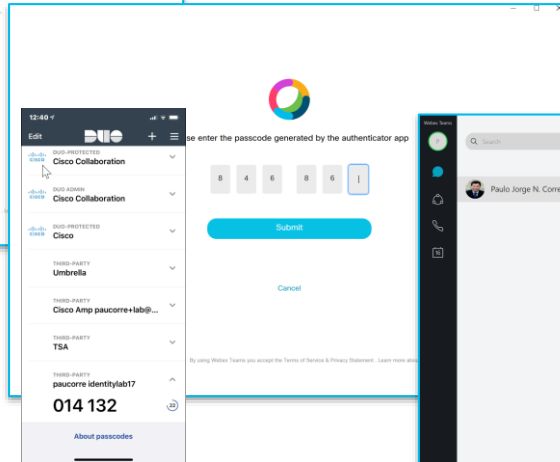 12:40
Edit
DUO
DUO-PROTECTED
Cisco Collaboration
DUO ADMIN
Cisco Collaboration
DUO-PROTECTED
Cisco
THIRD-PARTY
Umbrella
THIRD-PARTY
Cisco Amp paucorre+lab@...
THIRD-PARTY
TSA
THIRD-PARTY
paucorre identitylab17
014 132
22
About passcodes
se enter the passcode generated by the authenticator app
8 4 6 8 6
Submit
Cancel
By using Webex Teams you accept the Terms of Service & Privacy Statement . Learn more about
Webex Teams
Search
Paulo Jorge N. Corre